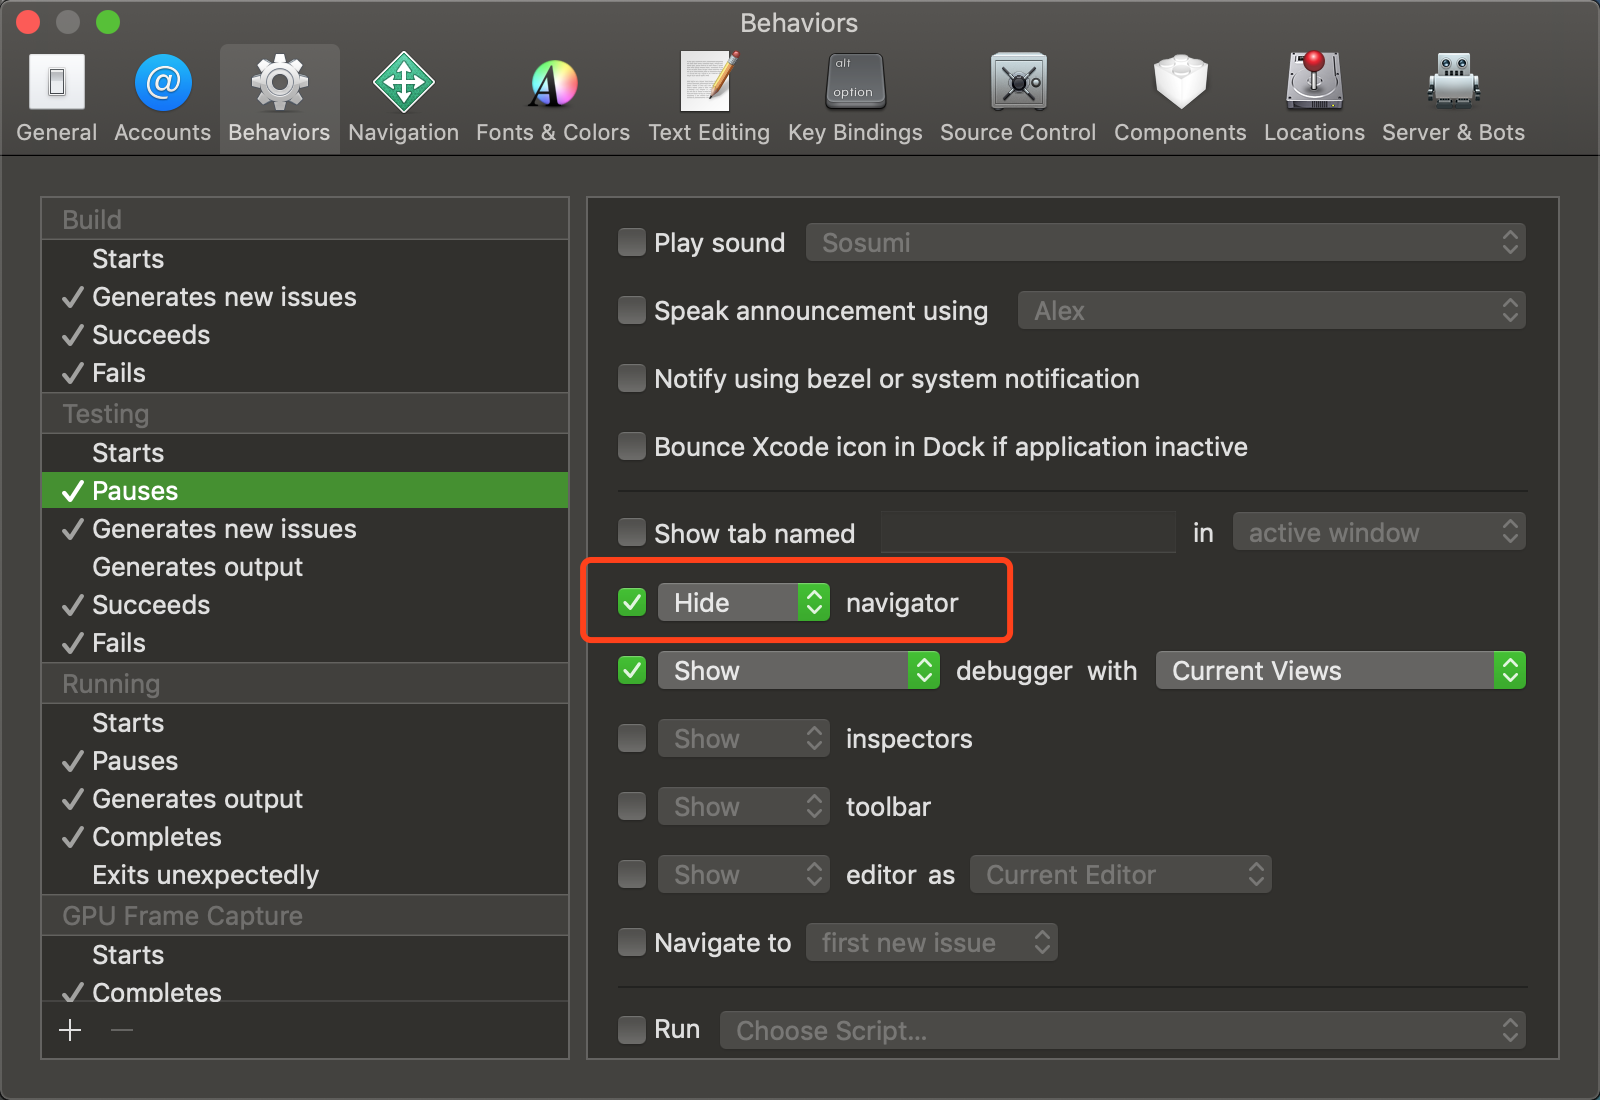 Behaviors
General Accounts Behaviors Navigation Fonts & Colors Text Editing Key Bindings Source Control Components Locations Server & Bots
@
A
alt
option
Build
Starts
Generates new issues
Succeeds
Fails
Testing
Starts
Pauses
Generates new issues
Generates output
Succeeds
Fails
Running
Starts
Pauses
Generates output
Completes
Exits unexpectedly
GPU Frame Capture
Starts
Completes
Play sound Sosumi
Speak announcement using Alex
Notify using bezel or system notification
Bounce Xcode icon in Dock if application inactive
Show tab named in active window
Hide navigator
Show debugger with Current Views
Show inspectors
Show toolbar
Show editor as Current Editor
Navigate to first new issue
Run Choose Script...